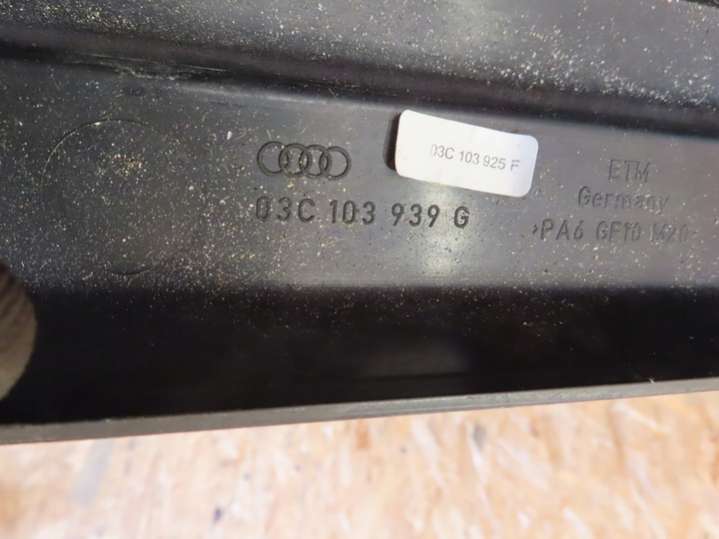 03C 103 925 F
03C 103 939 G
ETM
Germany
>PA6 GF10 M20